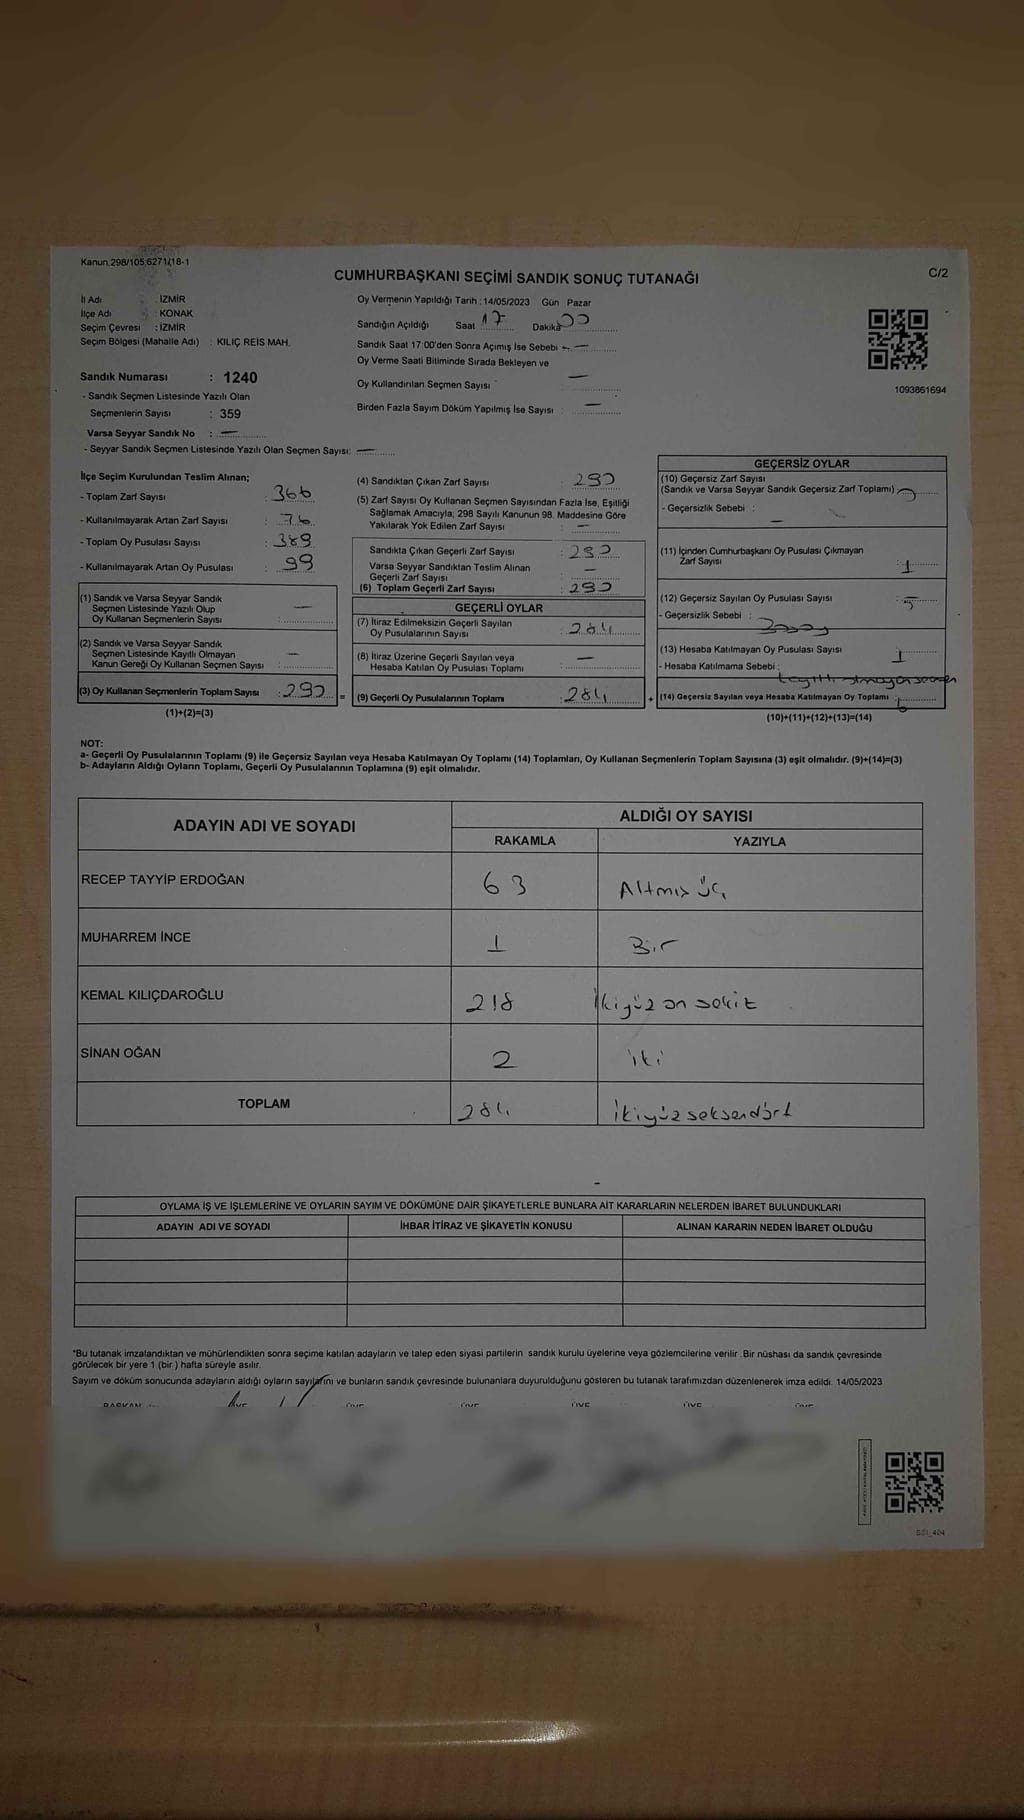 Kanun:298/105,6271/18-1
CUMHURBAŞKANI SEÇİMİ SANDIK SONUÇ TUTANAĞI
C/2
İl Adı : İZMİR
İlçe Adı : KONAK
Seçim Çevresi : İZMİR
Seçim Bölgesi (Mahalle Adı) : KILIÇ REİS MAH.
Sandık Numarası : 1240
- Sandık Seçmen Listesinde Yazılı Olan
Seçmenlerin Sayısı : 359
Varsa Seyyar Sandık No : —
- Seyyar Sandık Seçmen Listesinde Yazılı Olan Seçmen Sayısı: —
Oy Vermenin Yapıldığı Tarih : 14/05/2023 Gün Pazar
Sandığın Açıldığı Saat 17 Dakika 00
Sandık Saat 17:00'den Sonra Açımış İse Sebebi : —
Oy Verme Saati Bitiminde Sırada Bekleyen ve
Oy Kullandırılan Seçmen Sayısı : —
Birden Fazla Sayım Döküm Yapılmış İse Sayısı : —
1093861694
İlçe Seçim Kurulundan Teslim Alınan;
- Toplam Zarf Sayısı : 366
- Kullanılmayarak Artan Zarf Sayısı : 76
- Toplam Oy Pusulası Sayısı : 389
- Kullanılmayarak Artan Oy Pusulası : 99
(1) Sandık ve Varsa Seyyar Sandık
Seçmen Listesinde Yazılı Olup
Oy Kullanan Seçmenlerin Sayısı : —
(2) Sandık ve Varsa Seyyar Sandık
Seçmen Listesinde Kayıtlı Olmayan
Kanun Gereği Oy Kullanan Seçmen Sayısı : —
(3) Oy Kullanan Seçmenlerin Toplam Sayısı : 290 =
(1)+(2)=(3)
(4) Sandıktan Çıkan Zarf Sayısı : 290
(5) Zarf Sayısı Oy Kullanan Seçmen Sayısından Fazla İse, Eşitliği
Sağlamak Amacıyla; 298 Sayılı Kanunun 98. Maddesine Göre
Yakılarak Yok Edilen Zarf Sayısı : —
Sandıkta Çıkan Geçerli Zarf Sayısı : 290
Varsa Seyyar Sandıktan Teslim Alınan
Geçerli Zarf Sayısı : —
(6) Toplam Geçerli Zarf Sayısı : 290
GEÇERLİ OYLAR
(7) İtiraz Edilmeksizin Geçerli Sayılan
Oy Pusulalarının Sayısı : 284
(8) İtiraz Üzerine Geçerli Sayılan veya
Hesaba Katılan Oy Pusulası Toplamı : —
(9) Geçerli Oy Pusulalarının Toplamı : 284 +
GEÇERSİZ OYLAR
(10) Geçersiz Zarf Sayısı
(Sandık ve Varsa Seyyar Sandık Geçersiz Zarf Toplamı) :
- Geçersizlik Sebebi : —
(11) İçinden Cumhurbaşkanı Oy Pusulası Çıkmayan
Zarf Sayısı : 1
(12) Geçersiz Sayılan Oy Pusulası Sayısı : 5
- Geçersizlik Sebebi :
(13) Hesaba Katılmayan Oy Pusulası Sayısı : 1
- Hesaba Katılmama Sebebi :
(14) Geçersiz Sayılan veya Hesaba Katılmayan Oy Toplamı : 6
(10)+(11)+(12)+(13)=(14)
NOT:
a- Geçerli Oy Pusulalarının Toplamı (9) ile Geçersiz Sayılan veya Hesaba Katılmayan Oy Toplamı (14) Toplamları, Oy Kullanan Seçmenlerin Toplam Sayısına (3) eşit olmalıdır. (9)+(14)=(3)
b- Adayların Aldığı Oyların Toplamı, Geçerli Oy Pusulalarının Toplamına (9) eşit olmalıdır.
ADAYIN ADI VE SOYADI
ALDIĞI OY SAYISI
RAKAMLA YAZIYLA
RECEP TAYYİP ERDOĞAN 63 Altmış üç
MUHARREM İNCE 1 Bir
KEMAL KILIÇDAROĞLU 218 İkiyüz on sekiz
SİNAN OĞAN 2 iki
TOPLAM 284 İkiyüz seksendört
OYLAMA İŞ VE İŞLEMLERİNE VE OYLARIN SAYIM VE DÖKÜMÜNE DAİR ŞİKAYETLERLE BUNLARA AİT KARARLARIN NELERDEN İBARET BULUNDUKLARI
ADAYIN ADI VE SOYADI İHBAR İTİRAZ VE ŞİKAYETİN KONUSU ALINAN KARARIN NEDEN İBARET OLDUĞU
*Bu tutanak imzalandıktan ve mühürlendikten sonra seçime katılan adayların ve talep eden siyasi partilerin sandık kurulu üyelerine veya gözlemcilerine verilir .Bir nüshası da sandık çevresinde
görülecek bir yere 1 (bir ) hafta süreyle asılır.
Sayım ve döküm sonucunda adayların aldığı oyların sayılarını ve bunların sandık çevresinde bulunanlara duyurulduğunu gösteren bu tutanak tarafımızdan düzenlenerek imza edildi. 14/05/2023
BAŞKAN ÜYE ÜYE ÜYE ÜYE ÜYE ÜYE